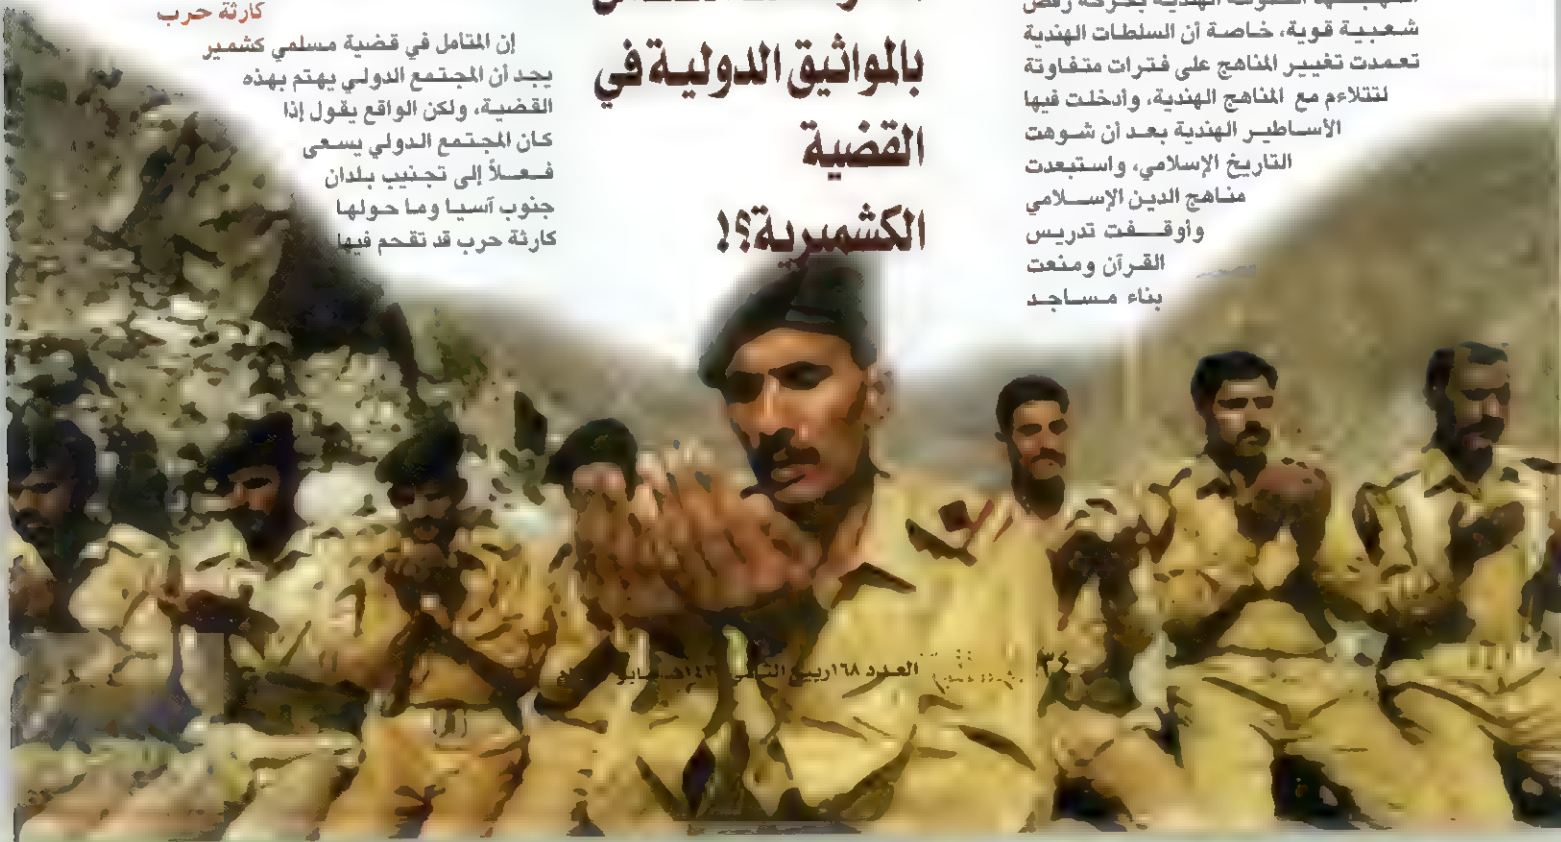 شعبية قوية، خاصة أن السلطات الهندية
تعمدت تغيير المناهج على فترات متفاوتة
لتتلاءم مع المناهج الهندية، وأدخلت فيها
الأساطير الهندية بعد أن شوهت
التاريخ الإسلامي، واستبعدت
مناهج الدين الإسلامي
وأوقفت تدريس
القرآن ومنعت
بناء مساجد
بالمواثيق الدولية في
القضية
الكشميرية؟!
كارثة حرب
إن المتأمل في قضية مسلمي كشمير
يجد أن المجتمع الدولي يهتم بهذه
القضية، ولكن الواقع يقول إذا
كان المجتمع الدولي يسعى
فعلاً إلى تجنيب بلدان
جنوب آسيا وما حولها
كارثة حرب قد تقحم فيها
٣٤
العدد ١٦٨ ربيع الثاني